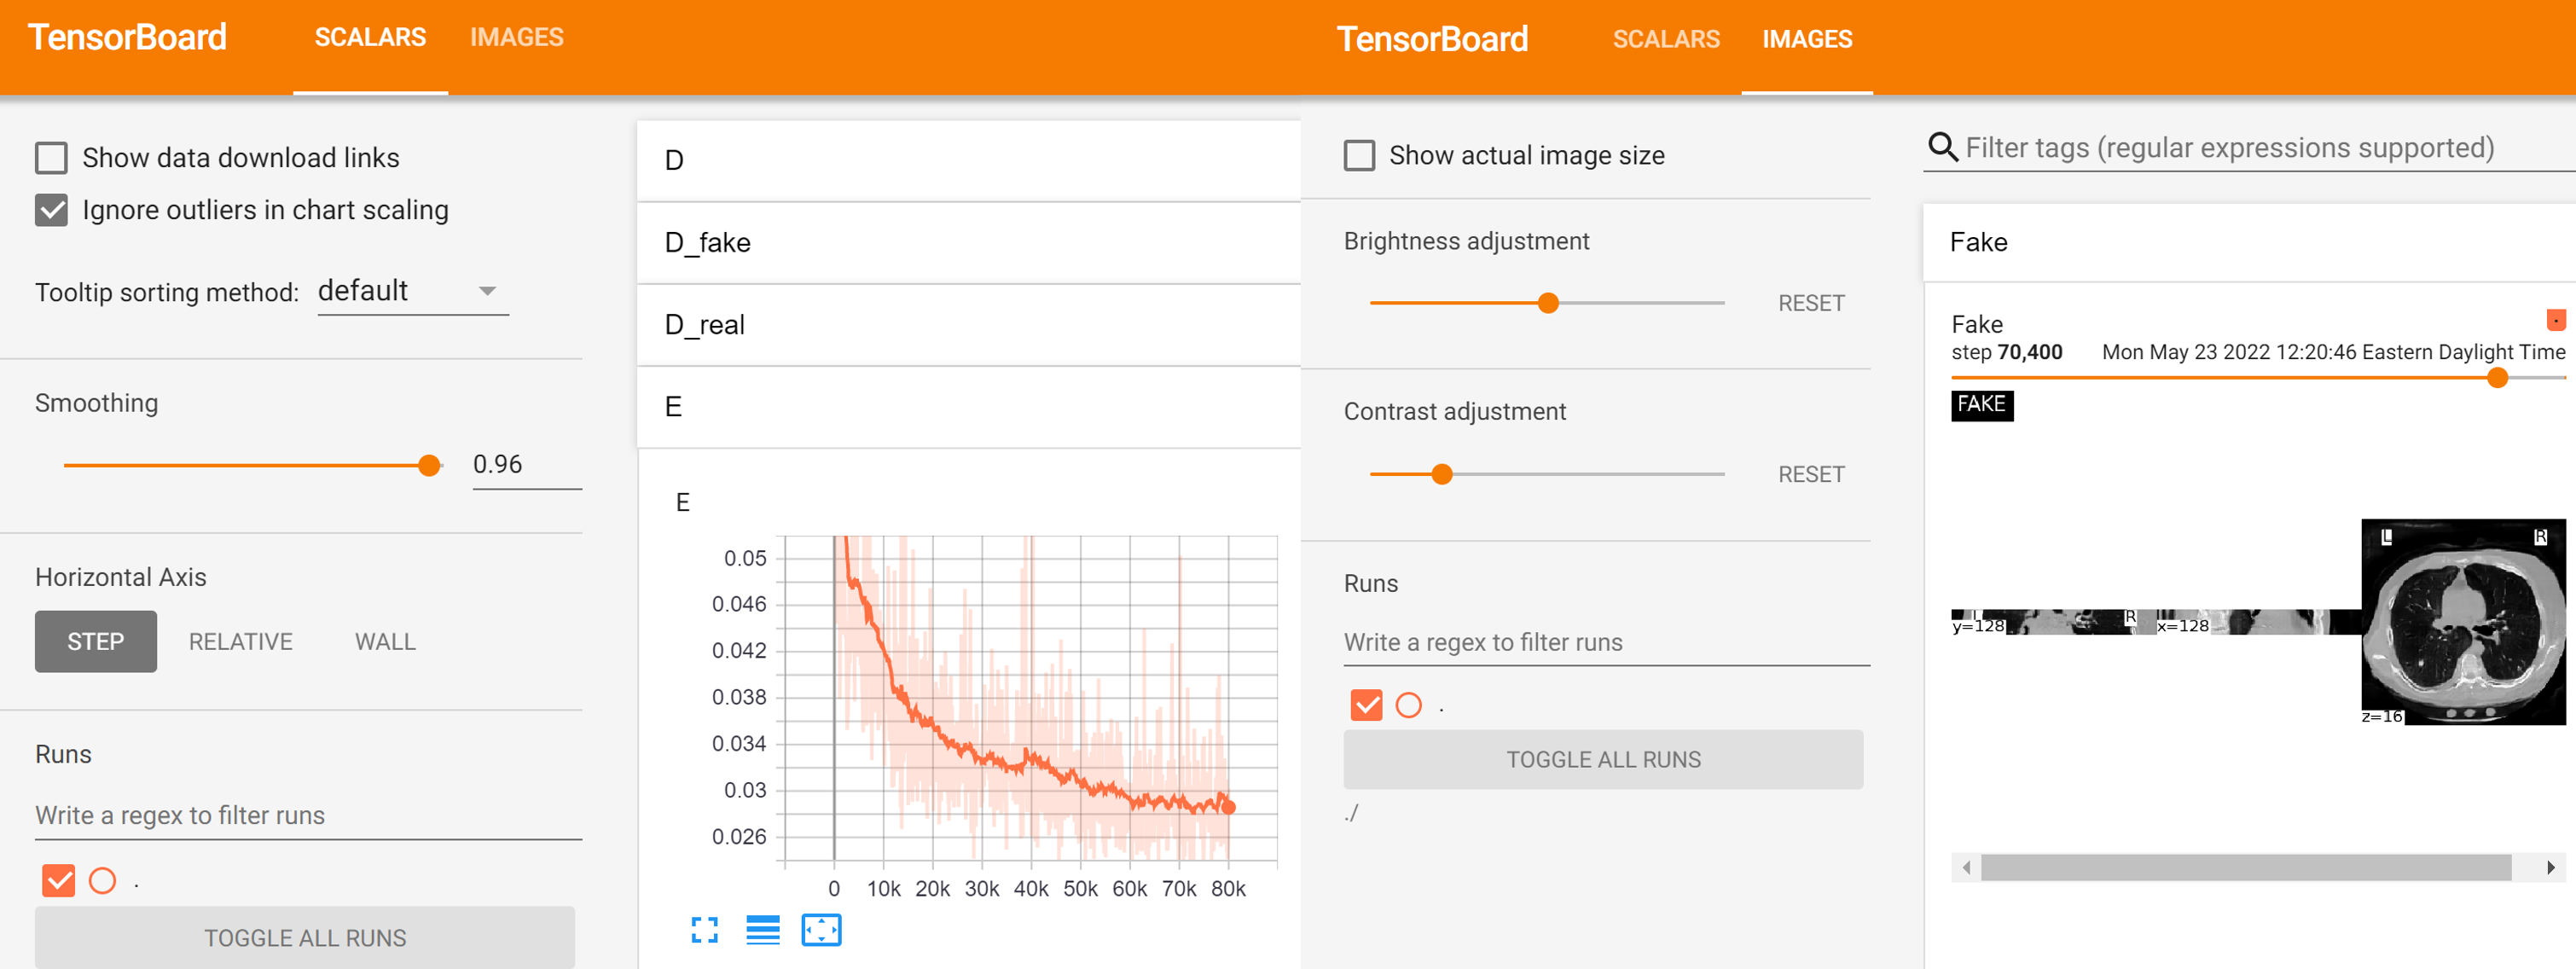 TensorBoard SCALARS IMAGES
Show data download links
Ignore outliers in chart scaling
Tooltip sorting method: default
Smoothing
0.96
Horizontal Axis
STEP RELATIVE WALL
Runs
Write a regex to filter runs
.
TOGGLE ALL RUNS
D
D_fake
D_real
E
E
0.05
0.046
0.042
0.038
0.034
0.03
0.026
0 10k 20k 30k 40k 50k 60k 70k 80k
TensorBoard SCALARS IMAGES
Show actual image size
Brightness adjustment
RESET
Contrast adjustment
RESET
Runs
Write a regex to filter runs
.
TOGGLE ALL RUNS
./
Filter tags (regular expressions supported)
Fake
Fake
.
step 70,400 Mon May 23 2022 12:20:46 Eastern Daylight Time
FAKE
L R
L R
y=128 x=128
z=16